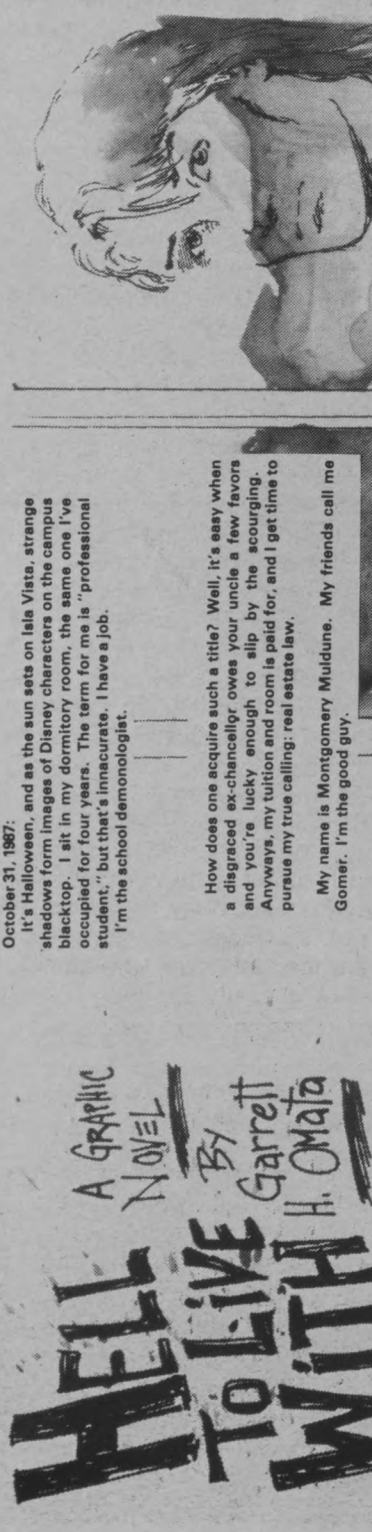 HELL
TO LiVE
WiTH
A GRAPHIC
NOVEL
By
Garrett
H. OMATA
October 31, 1987:
It's Halloween, and as the sun sets on Isla Vista, strange
shadows form images of Disney characters on the campus
blacktop. I sit in my dormitory room, the same one I've
occupied for four years. The term for me is "professional
student," but that's innacurate. I have a job.
I'm the school demonologist.
How does one acquire such a title? Well, it's easy when
a disgraced ex-chancellor owes your uncle a few favors
and you're lucky enough to slip by the scourging.
Anyways, my tuition and room is paid for, and I get time to
pursue my true calling: real estate law.
My name is Montgomery Muldune. My friends call me
Gomer. I'm the good guy.